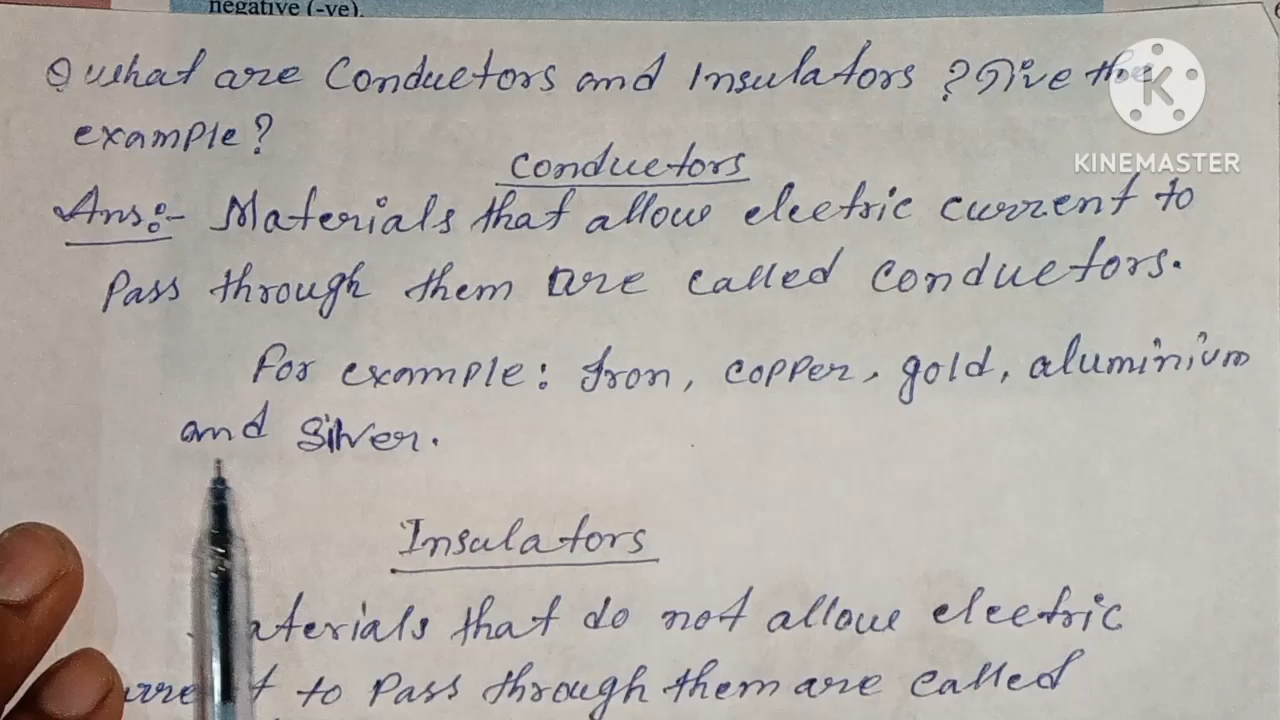 negative (-ve).
Q what are Conductors and Insulators ? Give the
example?
Conductors
Ans:- Materials that allow electric current to
Pass through them are called conductors.
For example: Iron, copper, gold, aluminium
and Silver.
Insulators
that do not allow electric
to Pass through them are called
KINEMASTER